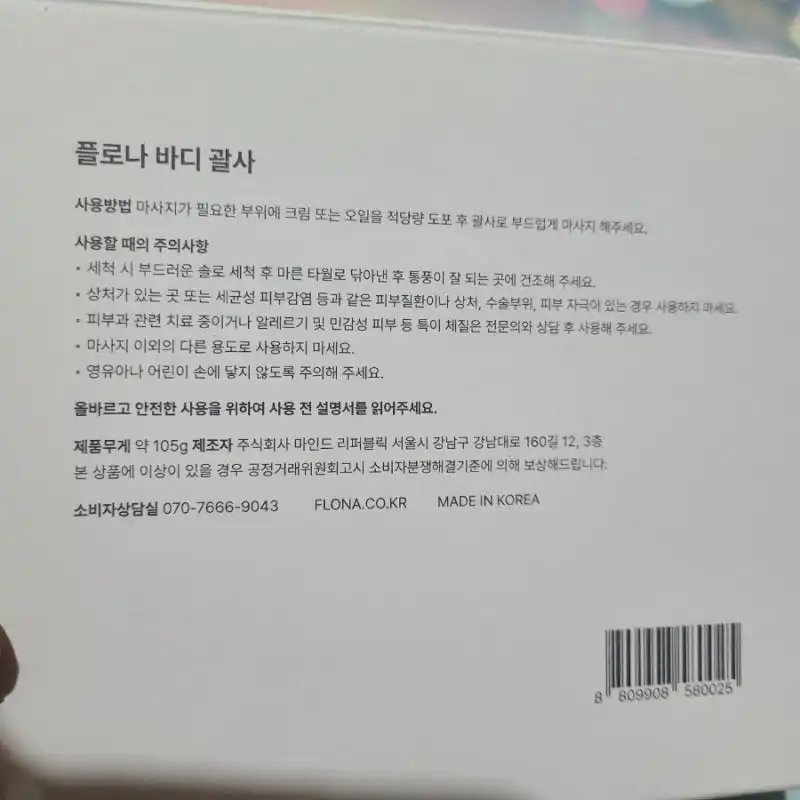 플로나 바디 괄사
사용방법 마사지가 필요한 부위에 크림 또는 오일을 적당량 도포 후 괄사로 부드럽게 마사지 해주세요.
사용할 때의 주의사항
• 세척 시 부드러운 솔로 세척 후 마른 타월로 닦아낸 후 통풍이 잘 되는 곳에 건조해 주세요.
• 상처가 있는 곳 또는 세균성 피부감염 등과 같은 피부질환이나 상처, 수술부위, 피부 자극이 있는 경우 사용하지 마세요.
• 피부과 관련 치료 중이거나 알레르기 및 민감성 피부 등 특이 체질은 전문의와 상담 후 사용해 주세요.
• 마사지 이외의 다른 용도로 사용하지 마세요.
• 영유아나 어린이 손에 닿지 않도록 주의해 주세요.
올바르고 안전한 사용을 위하여 사용 전 설명서를 읽어주세요.
제품무게 약 105g 제조자 주식회사 마인드 리퍼블릭 서울시 강남구 강남대로 160길 12, 3층
본 상품에 이상이 있을 경우 공정거래위원회고시 소비자분쟁해결기준에 의해 보상해드립니다.
소비자상담실 070-7666-9043 FLONA.CO.KR MADE IN KOREA
8 809908 580025